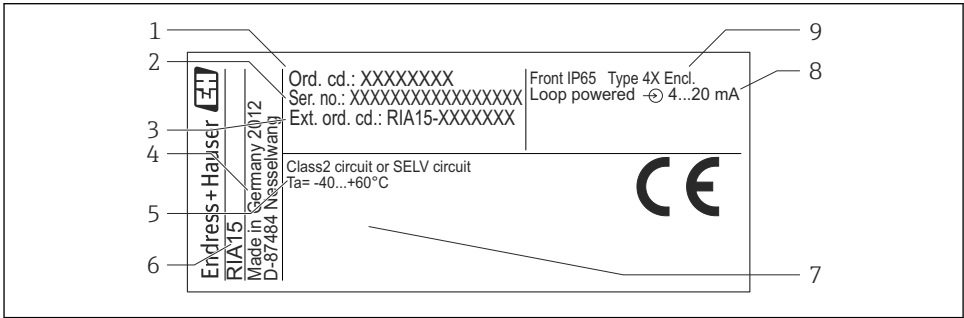 1
2
3
4
5
6
Endress+Hauser EH
RIA15
Made in Germany 2012
D-87484 Nesselwang
Ord. cd.: XXXXXXXX
Ser. no.: XXXXXXXXXXXXXXXXX
Ext. ord. cd.: RIA15-XXXXXXX
Front IP65 Type 4X Encl.
Loop powered 4...20 mA
Class2 circuit or SELV circuit
Ta= -40...+60°C
CE
9
8
7